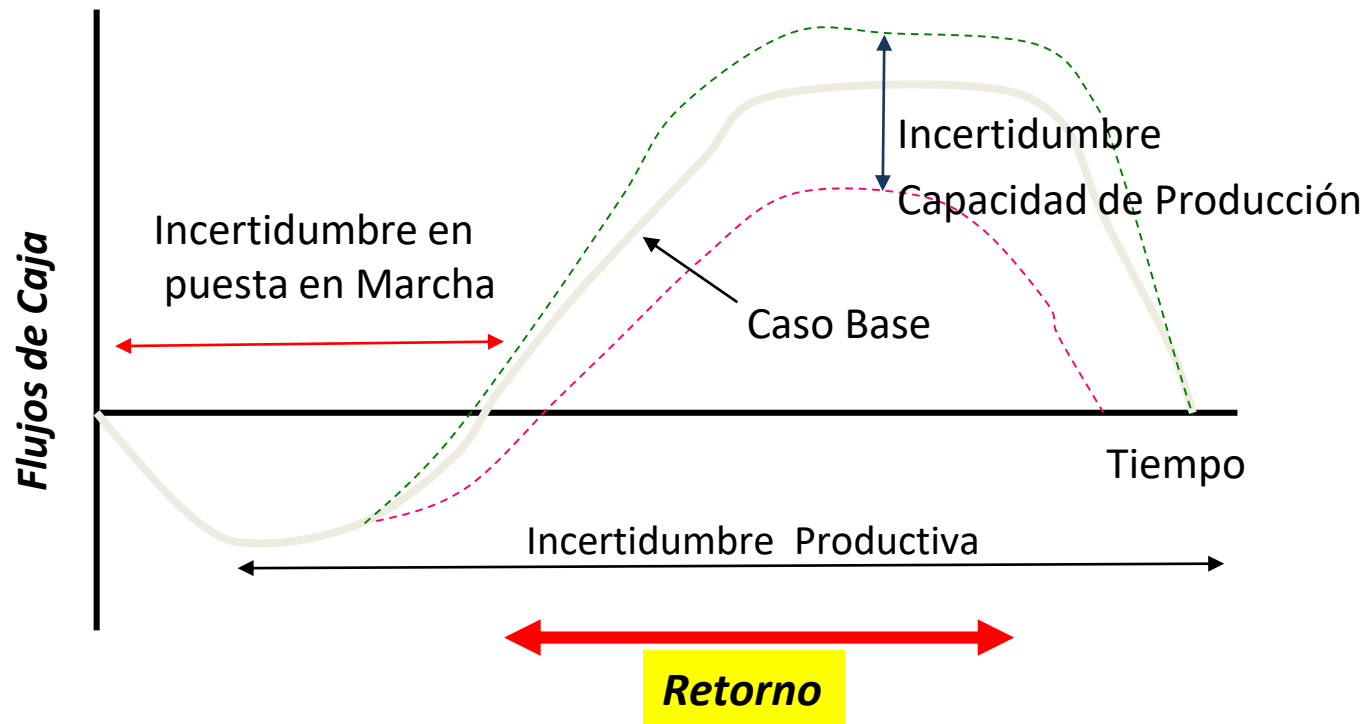 Flujos de Caja
Incertidumbre en
puesta en Marcha
Incertidumbre
Capacidad de Producción
Caso Base
Tiempo
Incertidumbre Productiva
Retorno